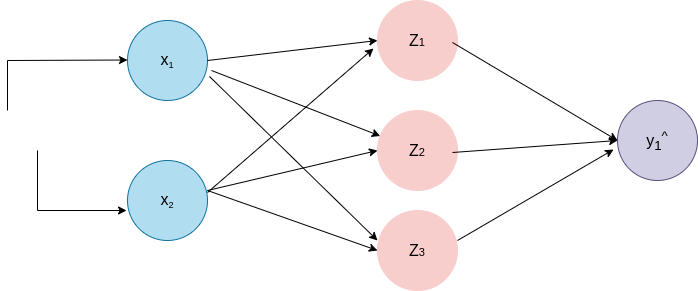 x₁
x₂
Z₁
Z₂
Z₃
y₁^